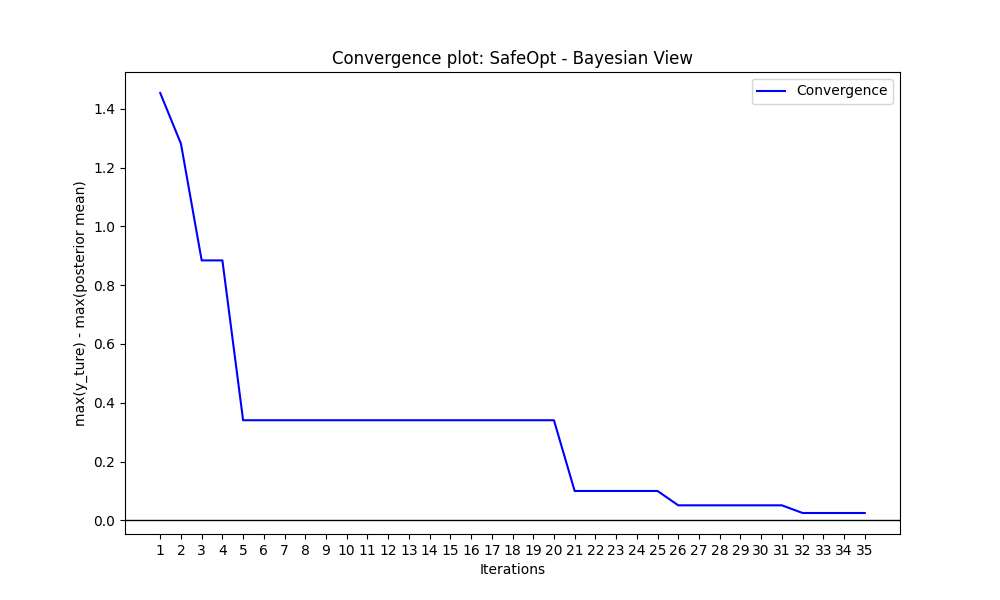 Convergence plot: SafeOpt - Bayesian View
Convergence
max(y_ture) - max(posterior mean)
1.4
1.2
1.0
0.8
0.6
0.4
0.2
0.0
1 2 3 4 5 6 7 8 9 10 11 12 13 14 15 16 17 18 19 20 21 22 23 24 25 26 27 28 29 30 31 32 33 34 35
Iterations